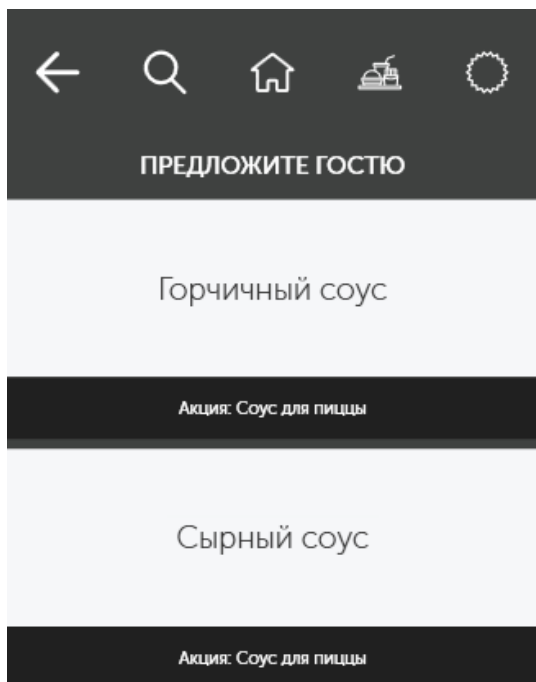 ПРЕДЛОЖИТЕ ГОСТЮ
Горчичный соус
Акция: Соус для пиццы
Сырный соус
Акция: Соус для пиццы